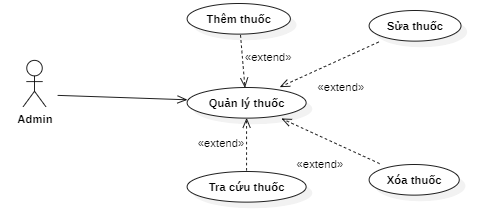 Thêm thuốc
Sửa thuốc
«extend»
«extend»
Quản lý thuốc
Admin
«extend»
«extend»
Tra cứu thuốc
Xóa thuốc